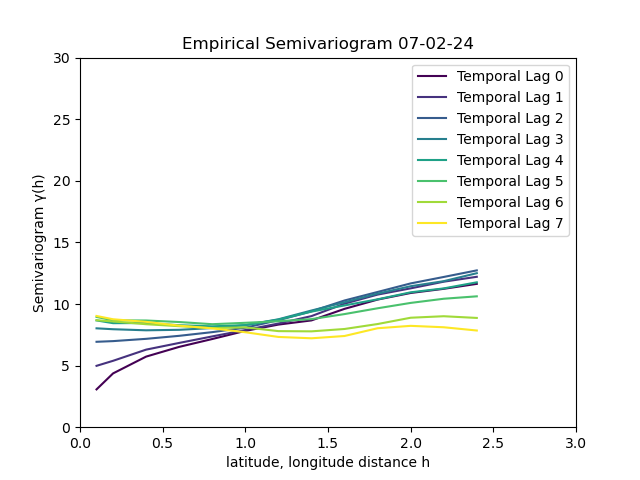 Empirical Semivariogram 07-02-24
30
25
20
15
10
5
0
Semivariogram γ(h)
Temporal Lag 0
Temporal Lag 1
Temporal Lag 2
Temporal Lag 3
Temporal Lag 4
Temporal Lag 5
Temporal Lag 6
Temporal Lag 7
0.0 0.5 1.0 1.5 2.0 2.5 3.0
latitude, longitude distance h